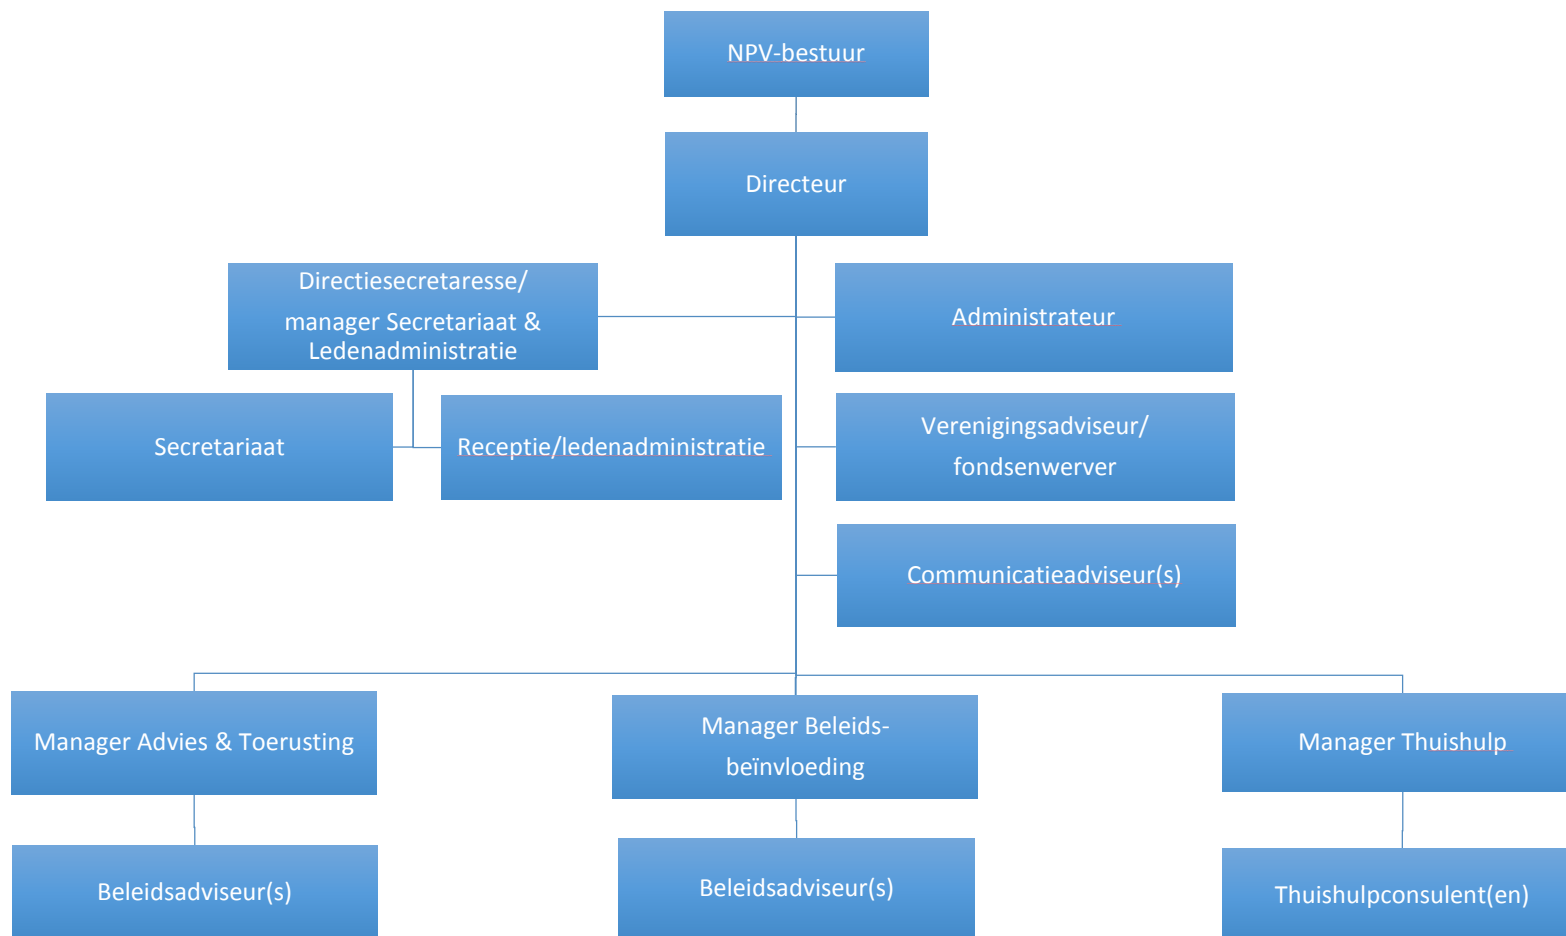 NPV-bestuur
Directeur
Directiesecretaresse/
manager Secretariaat &
Ledenadministratie
Administrateur
Secretariaat
Receptie/ledenadministratie
Verenigingsadviseur/
fondsenwerver
Communicatieadviseur(s)
Manager Advies & Toerusting
Manager Beleids-
beïnvloeding
Manager Thuishulp
Beleidsadviseur(s)
Beleidsadviseur(s)
Thuishulpconsulent(en)